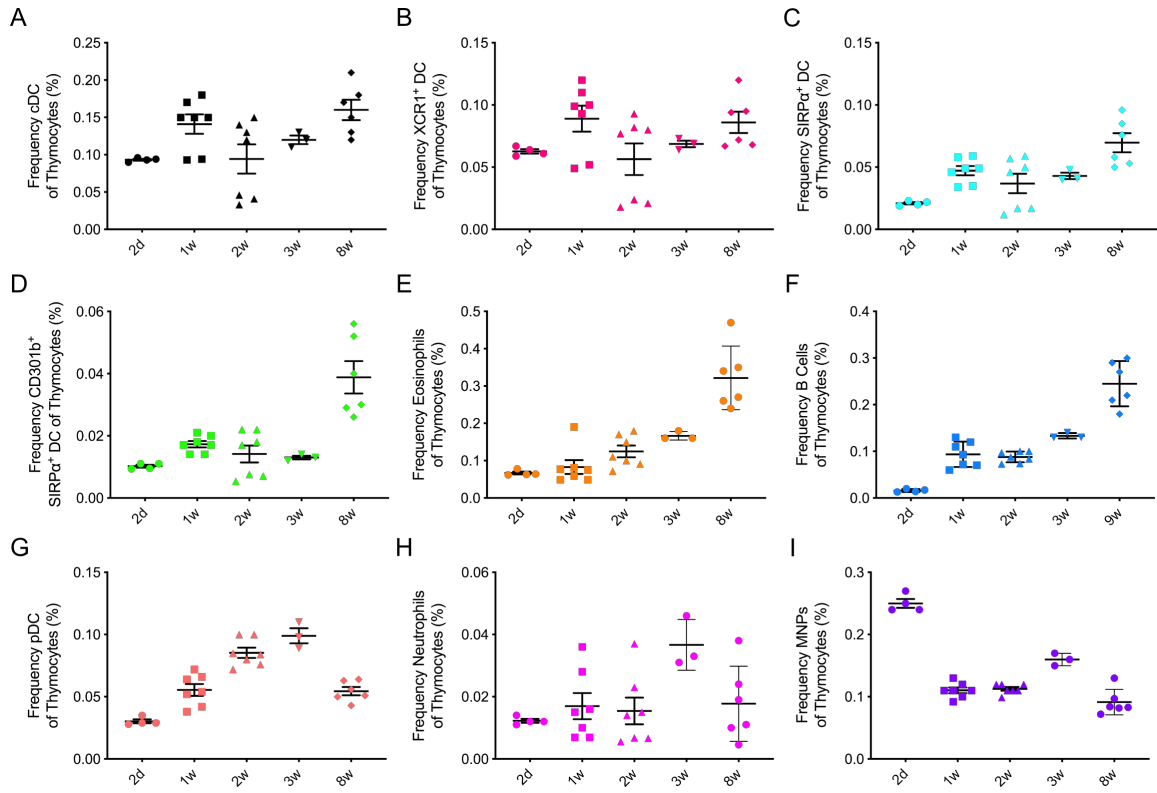 A
Frequency cDC
of Thymocytes (%)
0.25
0.20
0.15
0.10
0.05
0.00
2d
1w
2w
3w
8w
B
Frequency XCR1⁺ DC
of Thymocytes (%)
0.15
0.10
0.05
0.00
2d
1w
2w
3w
8w
C
Frequency SIRPα⁺ DC
of Thymocytes (%)
0.15
0.10
0.05
0.00
2d
1w
2w
3w
8w
D
Frequency CD301b⁺
SIRPα⁺ DC of Thymocytes (%)
0.06
0.04
0.02
0.00
2d
1w
2w
3w
8w
E
Frequency Eosinophils
of Thymocytes (%)
0.5
0.4
0.3
0.2
0.1
0.0
2d
1w
2w
3w
8w
F
Frequency B Cells
of Thymocytes (%)
0.4
0.3
0.2
0.1
0.0
2d
1w
2w
3w
9w
G
Frequency pDC
of Thymocytes (%)
0.15
0.10
0.05
0.00
2d
1w
2w
3w
8w
H
Frequency Neutrophils
of Thymocytes (%)
0.06
0.04
0.02
0.00
2d
1w
2w
3w
8w
I
Frequency MNPs
of Thymocytes (%)
0.3
0.2
0.1
0.0
2d
1w
2w
3w
8w